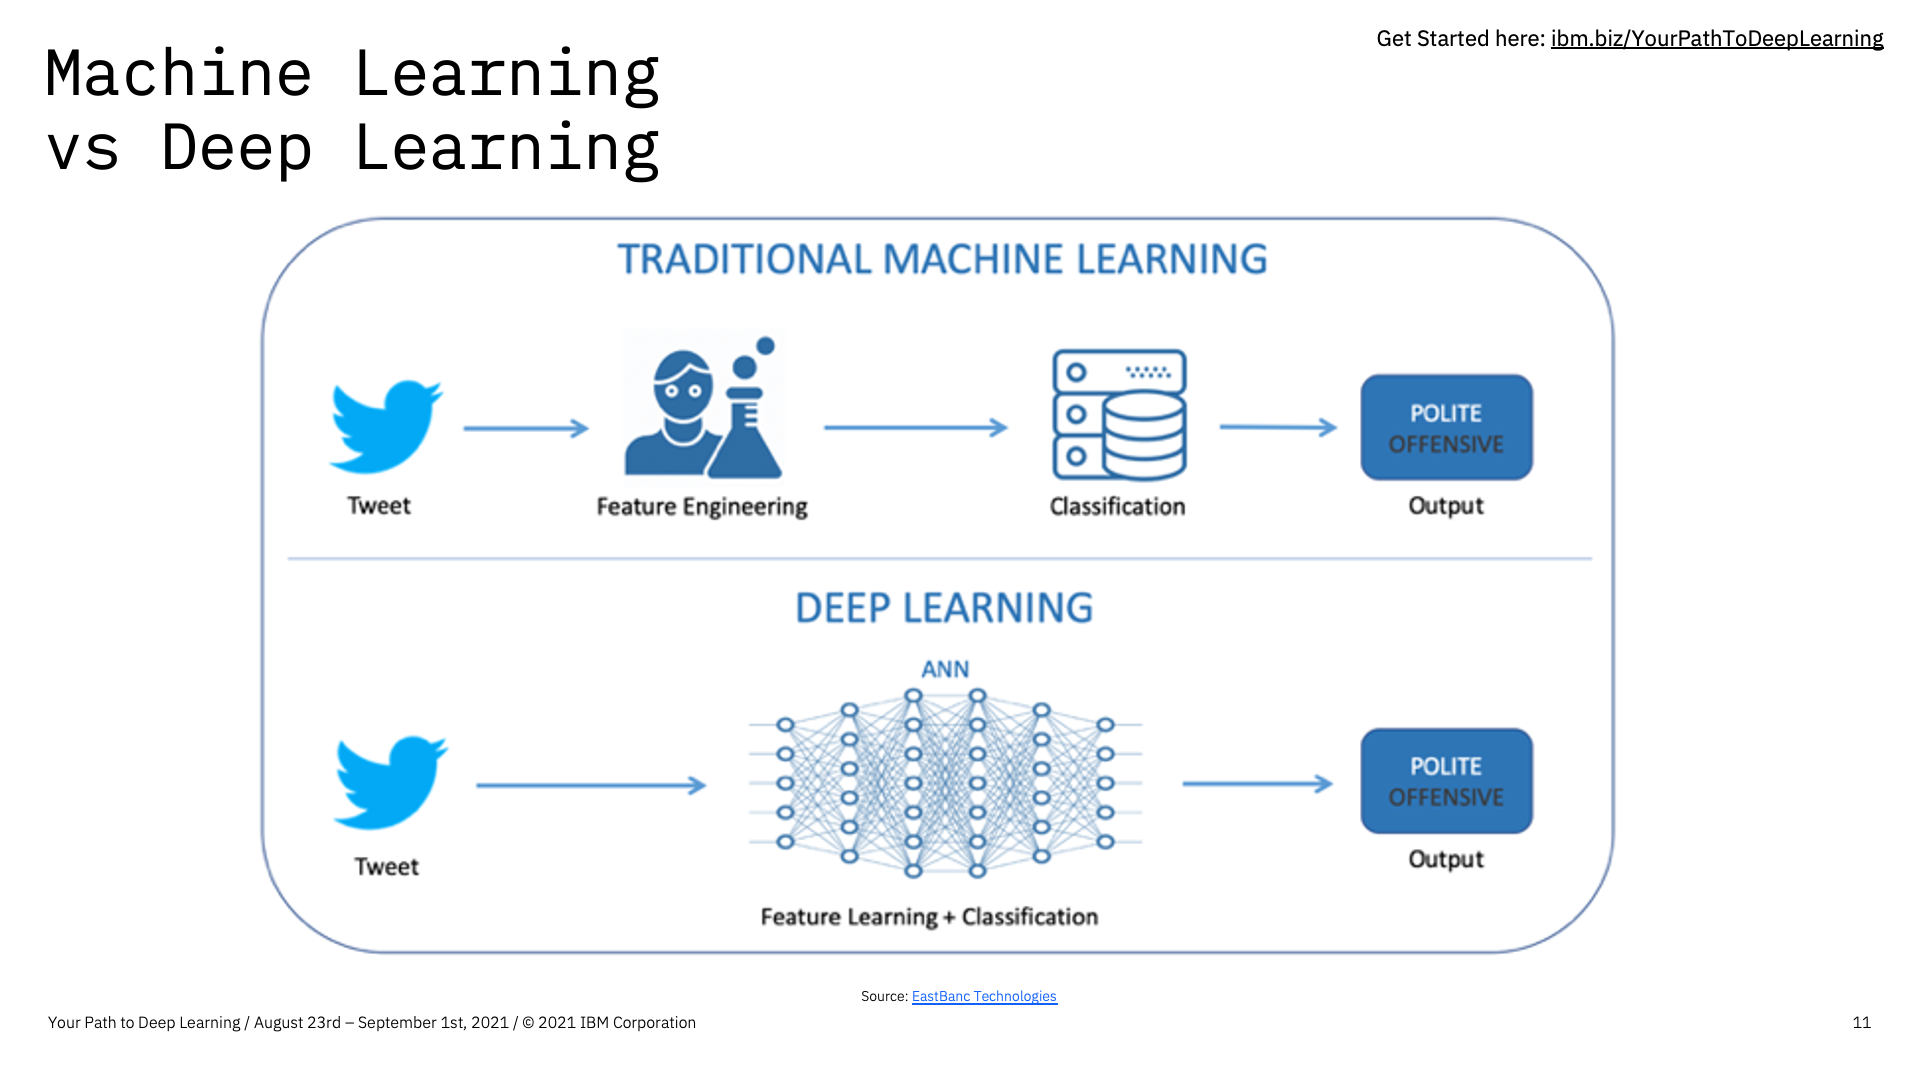 Get Started here: ibm.biz/YourPathToDeepLearning
Machine Learning
vs Deep Learning
TRADITIONAL MACHINE LEARNING
POLITE
OFFENSIVE
Tweet
Feature Engineering
Classification
Output
DEEP LEARNING
ANN
POLITE
OFFENSIVE
Tweet
Output
Feature Learning + Classification
Source: EastBanc Technologies
Your Path to Deep Learning / August 23rd – September 1st, 2021 / © 2021 IBM Corporation
11